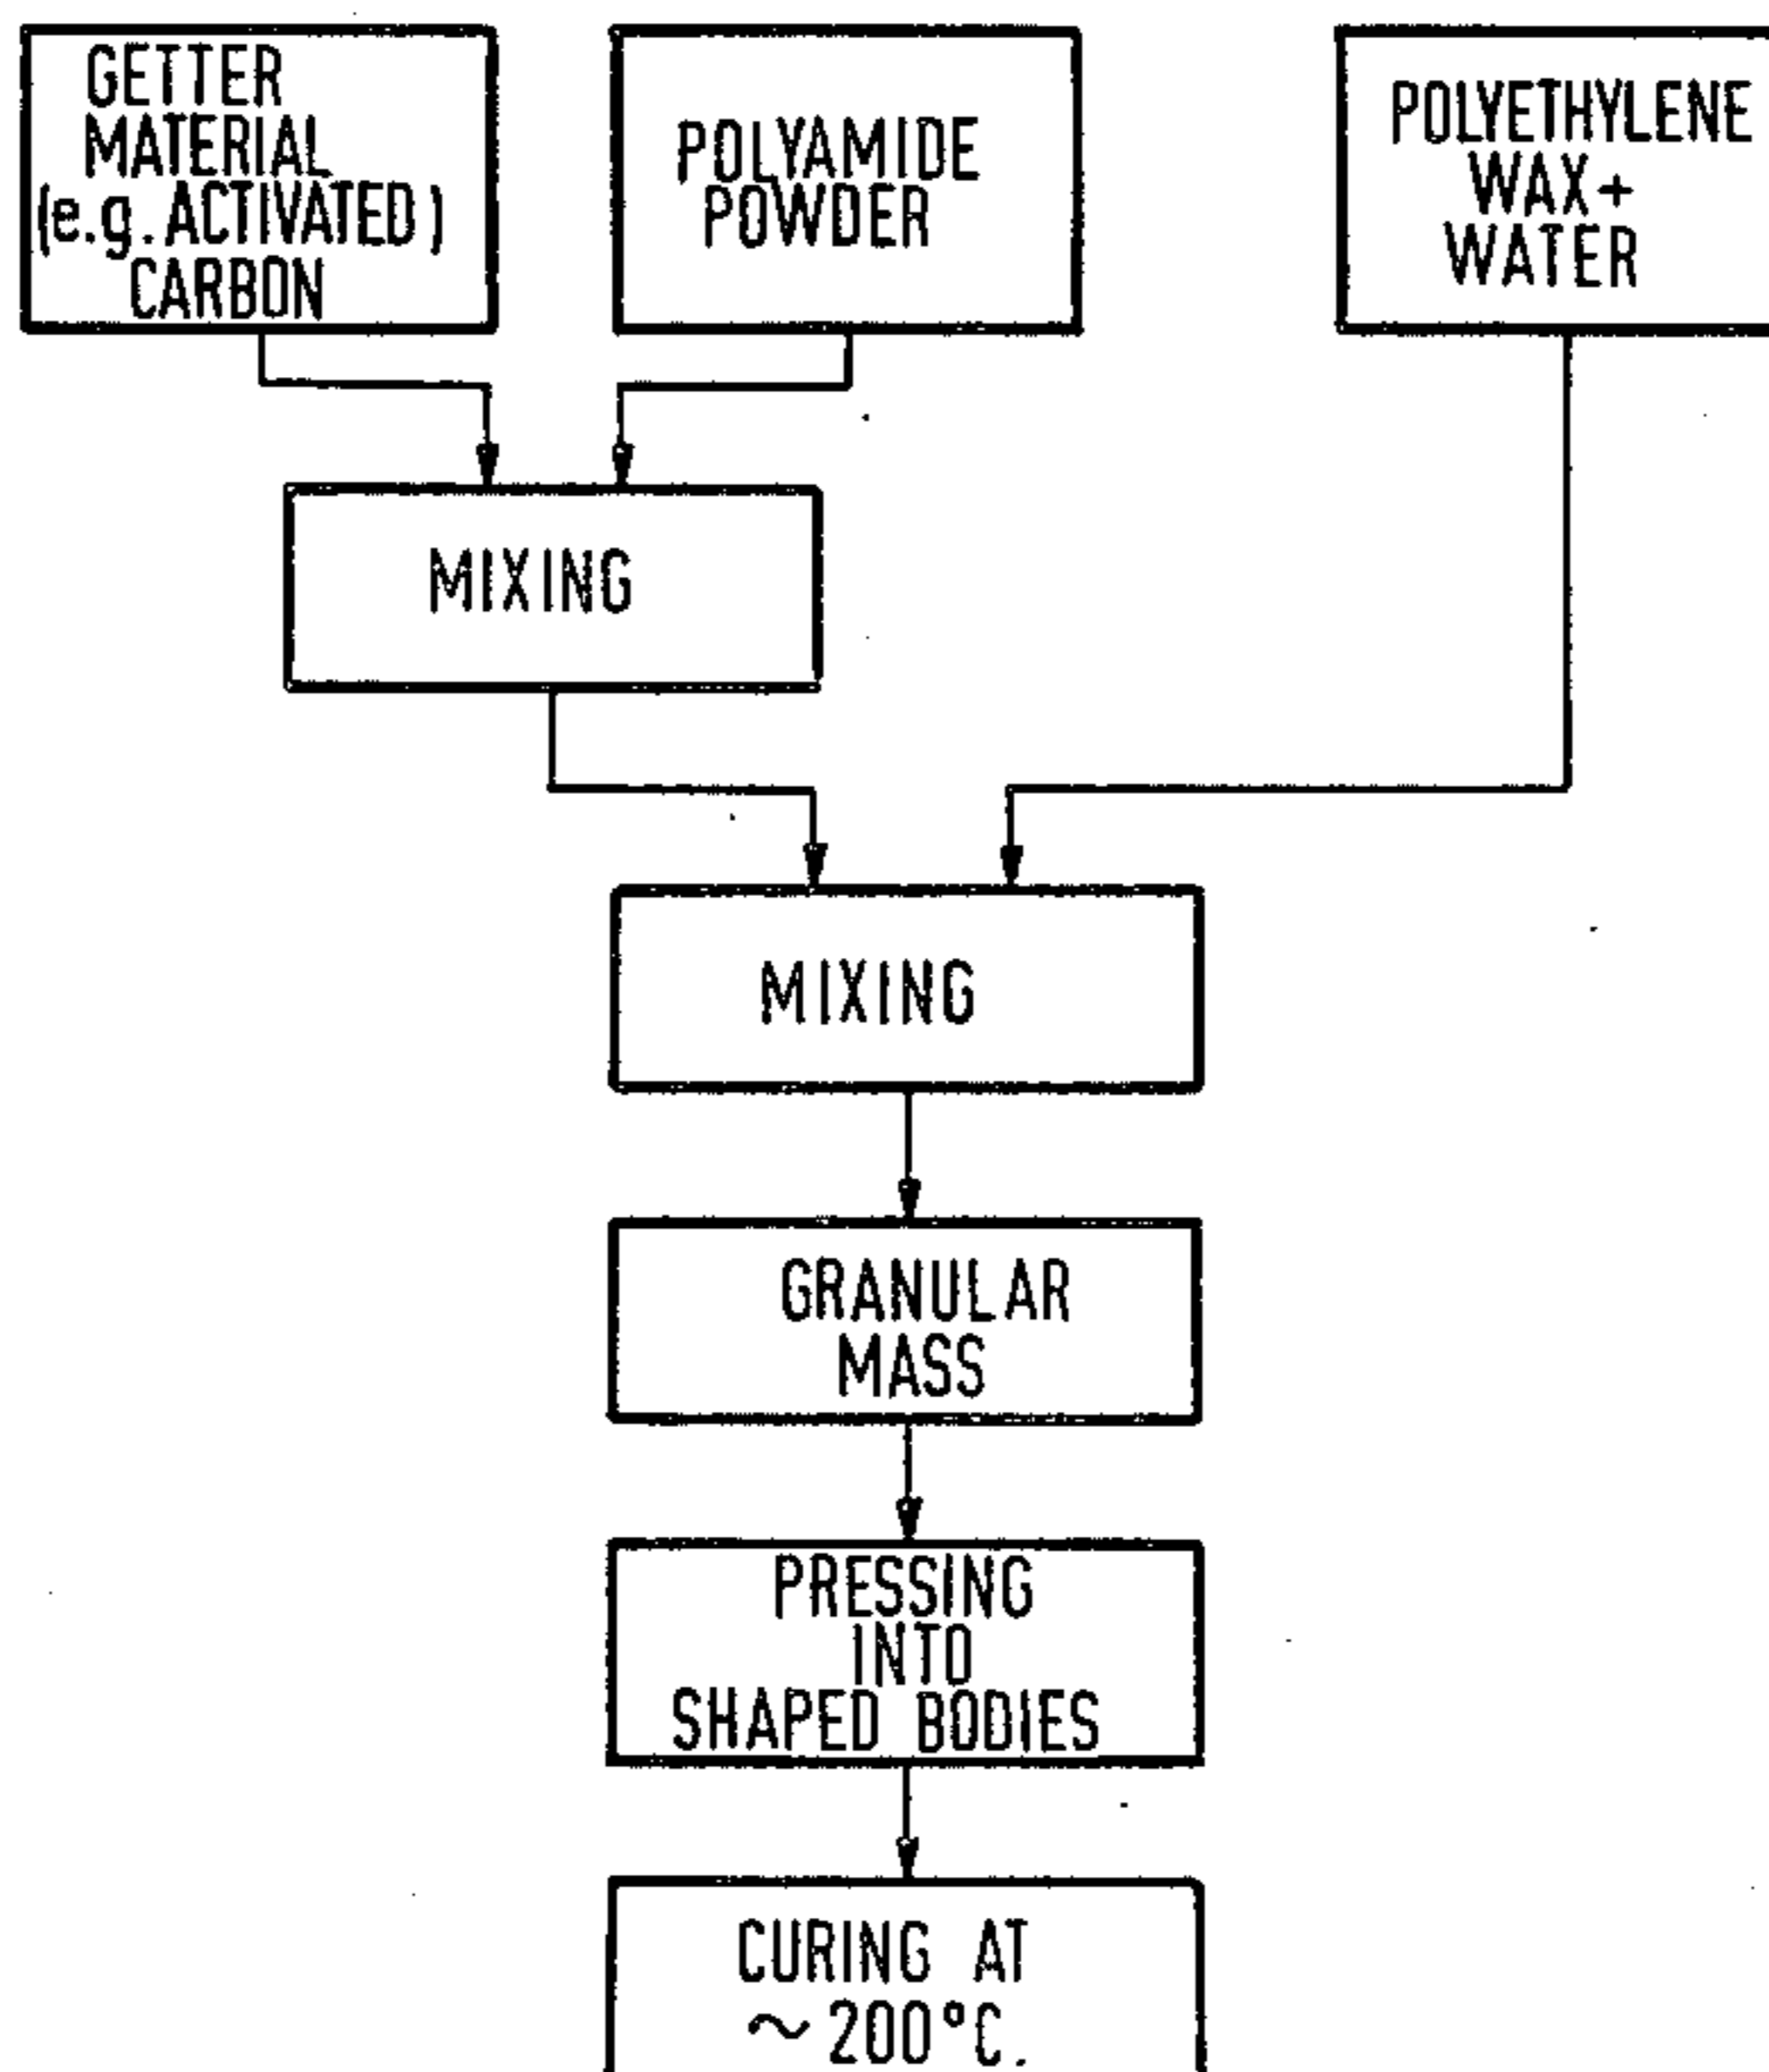 GETTER
MATERIAL
(e.g. ACTIVATED)
CARBON
POLYAMIDE
POWDER
POLYETHYLENE
WAX+
WATER
MIXING
MIXING
GRANULAR
MASS
PRESSING
INTO
SHAPED BODIES
CURING AT
~200°C.